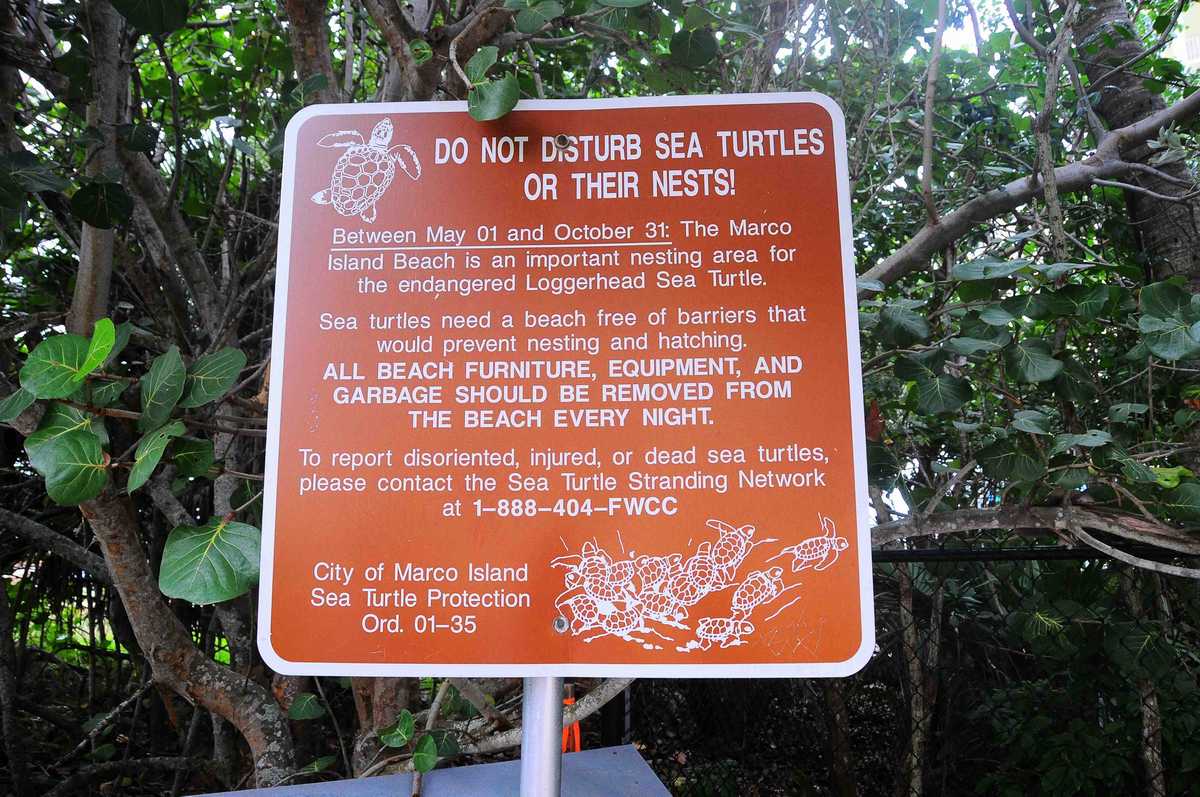 DO NOT DISTURB SEA TURTLES
OR THEIR NESTS!
Between May 01 and October 31: The Marco
Island Beach is an important nesting area for
the endangered Loggerhead Sea Turtle.
Sea turtles need a beach free of barriers that
would prevent nesting and hatching.
ALL BEACH FURNITURE, EQUIPMENT, AND
GARBAGE SHOULD BE REMOVED FROM
THE BEACH EVERY NIGHT.
To report disoriented, injured, or dead sea turtles,
please contact the Sea Turtle Stranding Network
at 1-888-404-FWCC
City of Marco Island
Sea Turtle Protection
Ord. 01-35